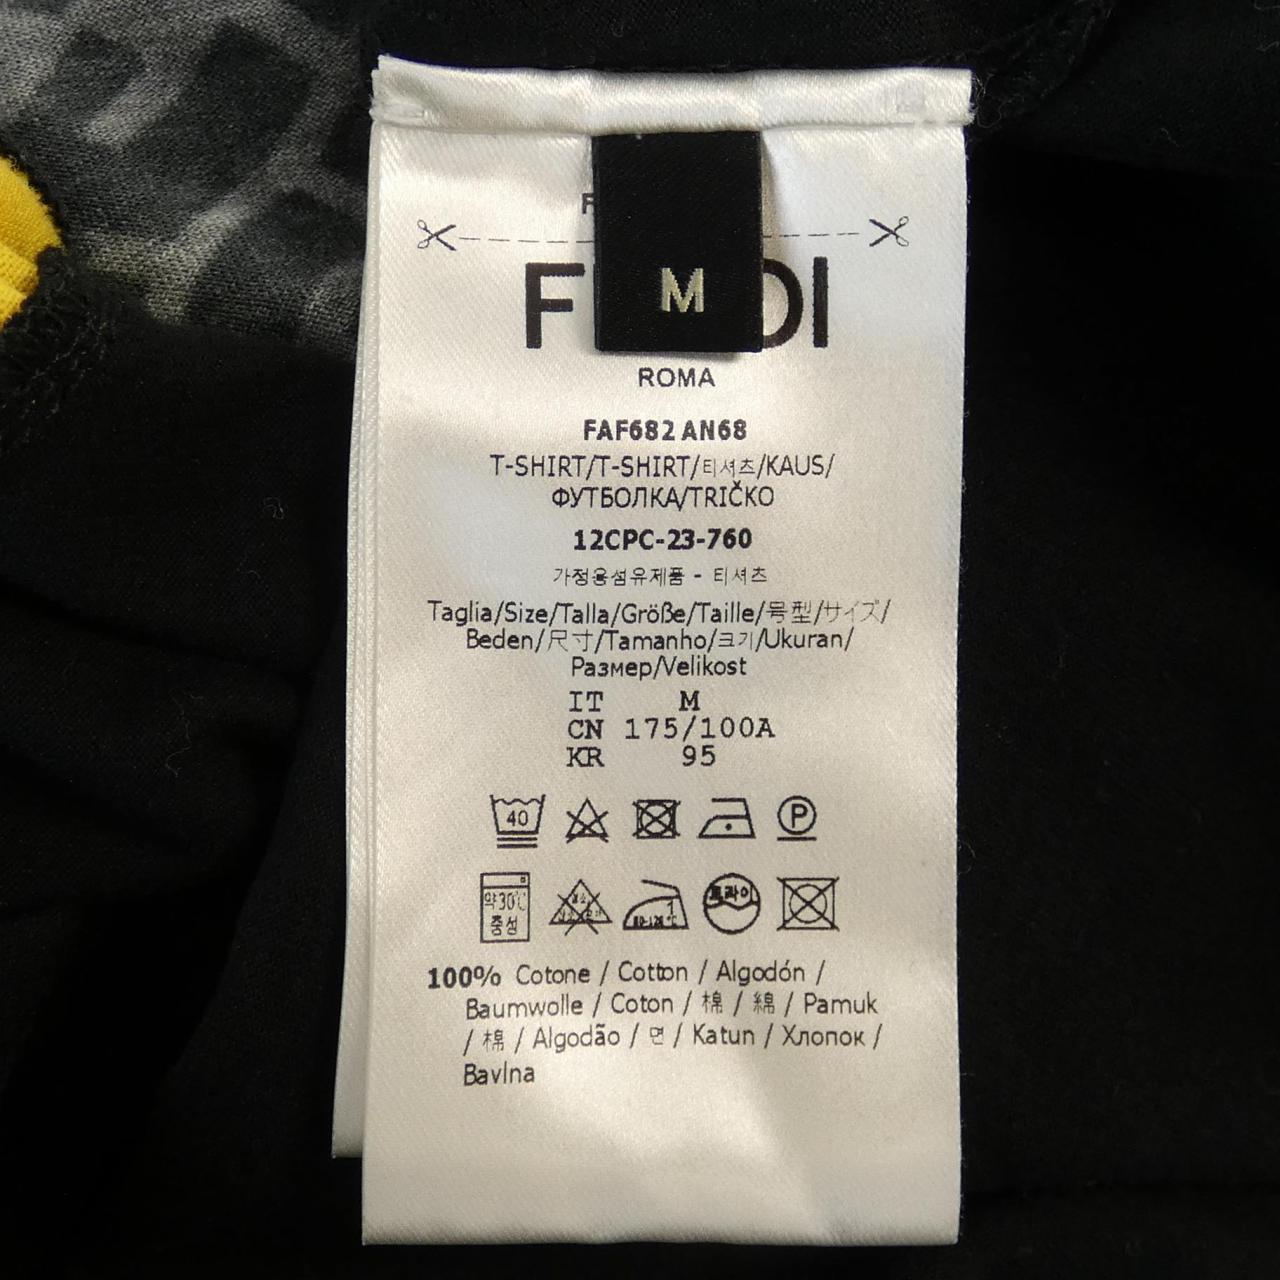 M
ROMA
FAF682 AN68
T-SHIRT/T-SHIRT/티셔츠/KAUS/
ФУТБОЛКА/TRIČKO
12CPC-23-760
가정용섬유제품 - 티셔츠
Taglia/Size/Talla/Größe/Taille/号型/サイズ/
Beden/尺寸/Tamanho/크기/Ukuran/
Размер/Velikost
IT M
CN 175/100A
KR 95
40 P
약30℃ 드라이
중성 80-120℃
100% Cotone / Cotton / Algodón /
Baumwolle / Coton / 棉 / 綿 / Pamuk
/ 棉 / Algodão / 면 / Katun / Хлопок /
Bavlna